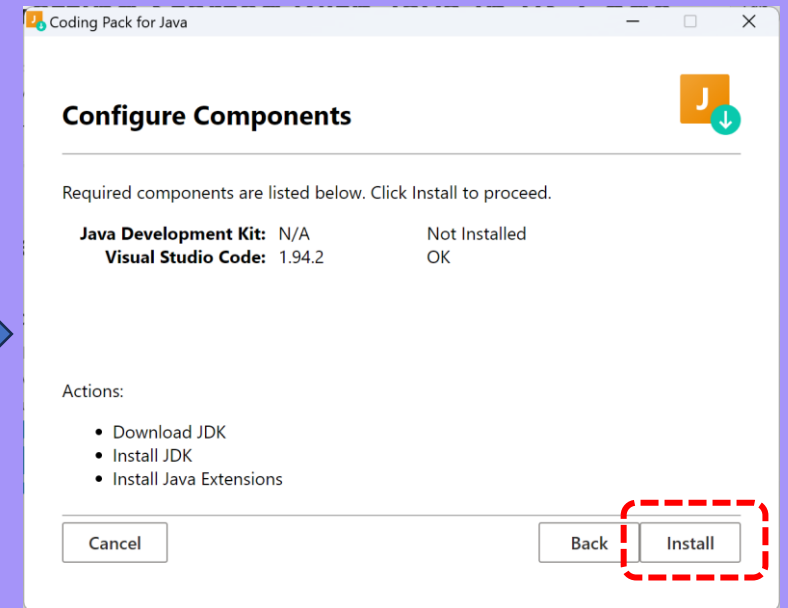 Coding Pack for Java
J
Configure Components
Required components are listed below. Click Install to proceed.
Java Development Kit: N/A Not Installed
Visual Studio Code: 1.94.2 OK
Actions:
• Download JDK
• Install JDK
• Install Java Extensions
Cancel Back Install